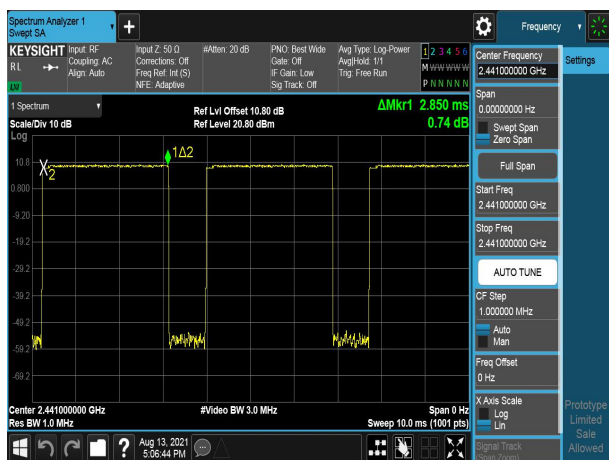 Spectrum Analyzer 1
Swept SA
+
Frequency
KEYSIGHT
RL
Input: RF
Coupling: AC
Align: Auto
Input Z: 50 Ω
Corrections: Off
Freq Ref: Int (S)
NFE: Adaptive
#Atten: 20 dB
PNO: Best Wide
Gate: Off
IF Gain: Low
Sig Track: Off
Avg Type: Log-Power
Avg|Hold: 1/1
Trig: Free Run
1 2 3 4 5 6
M W W W W W
P N N N N N
Center Frequency
2.441000000 GHz
Settings
Span
0.00000000 Hz
Swept Span
Zero Span
Full Span
Start Freq
2.441000000 GHz
Stop Freq
2.441000000 GHz
AUTO TUNE
CF Step
1.000000 MHz
Auto
Man
Freq Offset
0 Hz
X Axis Scale
Log
Lin
Signal Track
(Span Zoom)
Prototype
Limited
Sale
Allowed
1 Spectrum
Scale/Div 10 dB
Log
Ref Lvl Offset 10.80 dB
Ref Level 20.80 dBm
ΔMkr1 2.850 ms
0.74 dB
1Δ2
X2
10.8
0.800
-9.20
-19.2
-29.2
-39.2
-49.2
-59.2
-69.2
Center 2.441000000 GHz
Res BW 1.0 MHz
#Video BW 3.0 MHz
Span 0 Hz
Sweep 10.0 ms (1001 pts)
?
Aug 13, 2021
5:06:44 PM